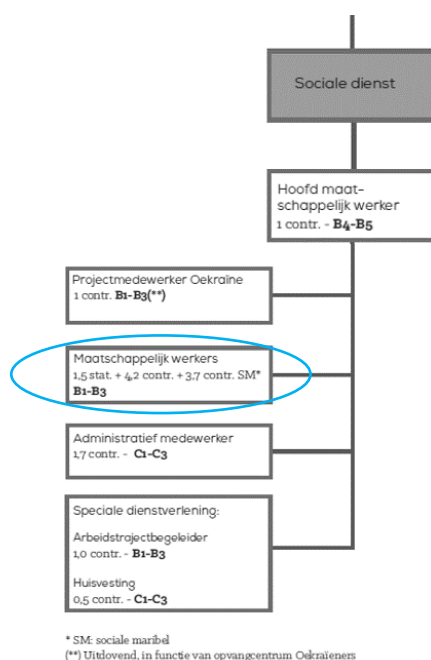 Sociale dienst
Hoofd maat-
schappelijk werker
1 contr. - B4-B5
Projectmedewerker Oekraïne
1 contr. B1-B3(**)
Maatschappelijk werkers
1,5 stat. + 4,2 contr. + 3,7 contr. SM*
B1-B3
Administratief medewerker
1,7 contr. - C1-C3
Speciale dienstverlening:
Arbeidstrajectbegeleider
1,0 contr. - B1-B3
Huisvesting
0,5 contr. - C1-C3
* SM: sociale maribel
(**) Uitdovend, in functie van opvangcentrum Oekraïeners